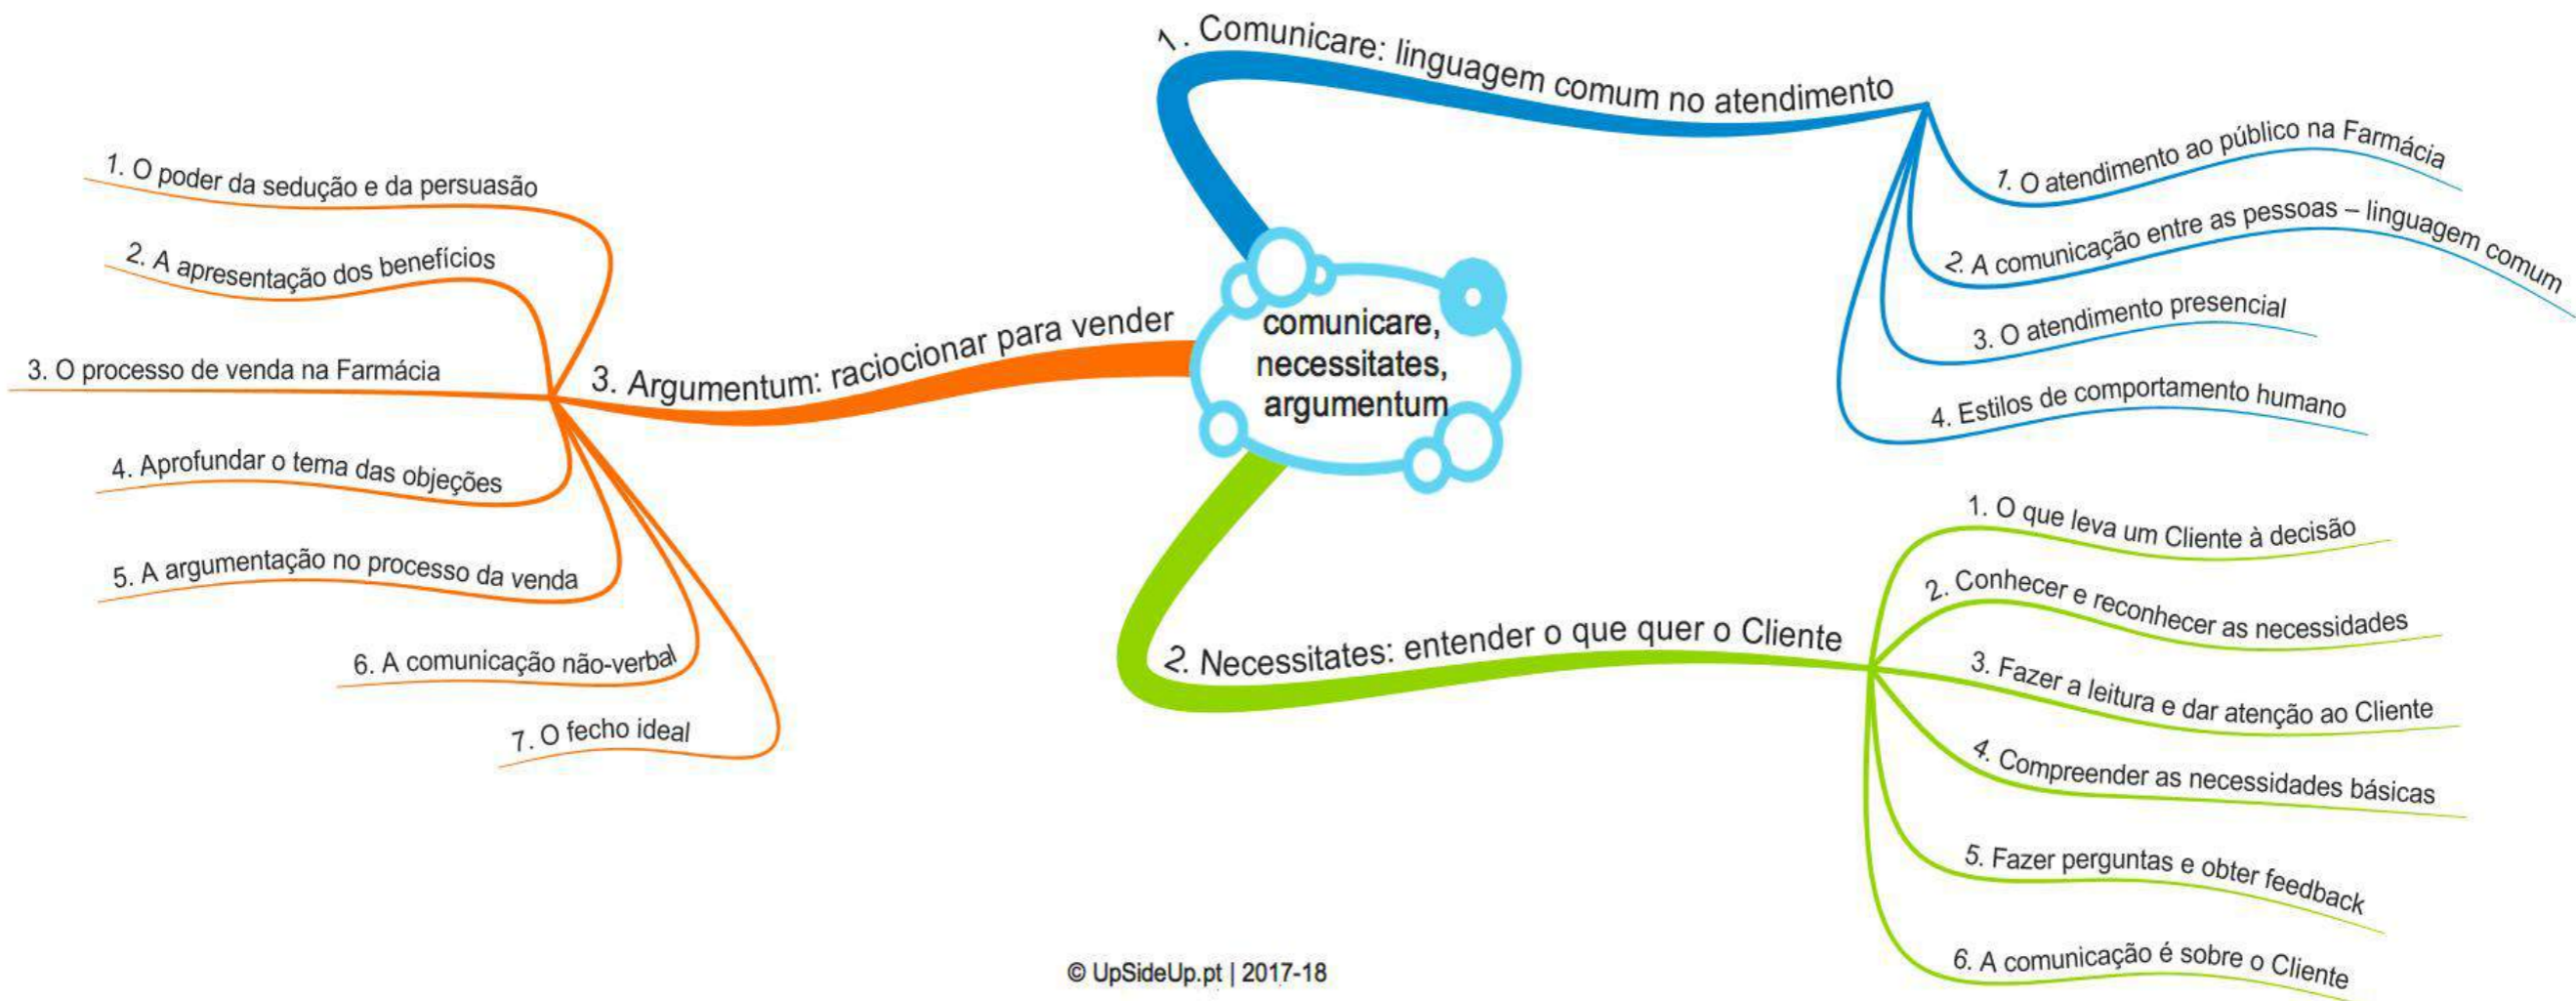 comunicare,
necessitates,
argumentum
1. Comunicare: linguagem comum no atendimento
1. O atendimento ao público na Farmácia
2. A comunicação entre as pessoas – linguagem comum
3. O atendimento presencial
4. Estilos de comportamento humano
2. Necessitates: entender o que quer o Cliente
1. O que leva um Cliente à decisão
2. Conhecer e reconhecer as necessidades
3. Fazer a leitura e dar atenção ao Cliente
4. Compreender as necessidades básicas
5. Fazer perguntas e obter feedback
6. A comunicação é sobre o Cliente
3. Argumentum: raciocionar para vender
1. O poder da sedução e da persuasão
2. A apresentação dos benefícios
3. O processo de venda na Farmácia
4. Aprofundar o tema das objeções
5. A argumentação no processo da venda
6. A comunicação não-verbal
7. O fecho ideal
© UpSideUp.pt | 2017-18